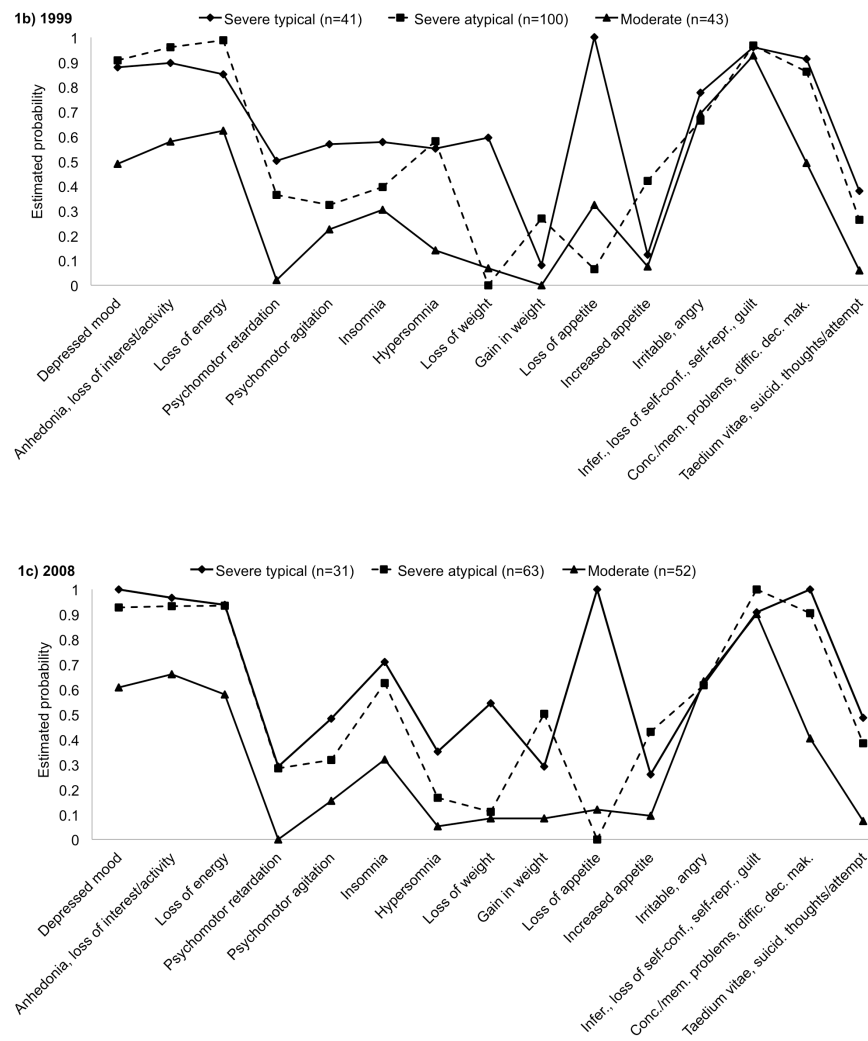 1b) 1999
Severe typical (n=41) Severe atypical (n=100) Moderate (n=43)
Estimated probability
1
0.9
0.8
0.7
0.6
0.5
0.4
0.3
0.2
0.1
0
Depressed mood
Anhedonia, loss of interest/activity
Loss of energy
Psychomotor retardation
Psychomotor agitation
Insomnia
Hypersomnia
Loss of weight
Gain in weight
Loss of appetite
Increased appetite
Irritable, angry
Infer., loss of self-conf., self-repr., guilt
Conc./mem. problems, diffic. dec. mak.
Taedium vitae, suicid. thoughts/attempt
1c) 2008
Severe typical (n=31) Severe atypical (n=63) Moderate (n=52)
Estimated probability
1
0.9
0.8
0.7
0.6
0.5
0.4
0.3
0.2
0.1
0
Depressed mood
Anhedonia, loss of interest/activity
Loss of energy
Psychomotor retardation
Psychomotor agitation
Insomnia
Hypersomnia
Loss of weight
Gain in weight
Loss of appetite
Increased appetite
Irritable, angry
Infer., loss of self-conf., self-repr., guilt
Conc./mem. problems, diffic. dec. mak.
Taedium vitae, suicid. thoughts/attempt